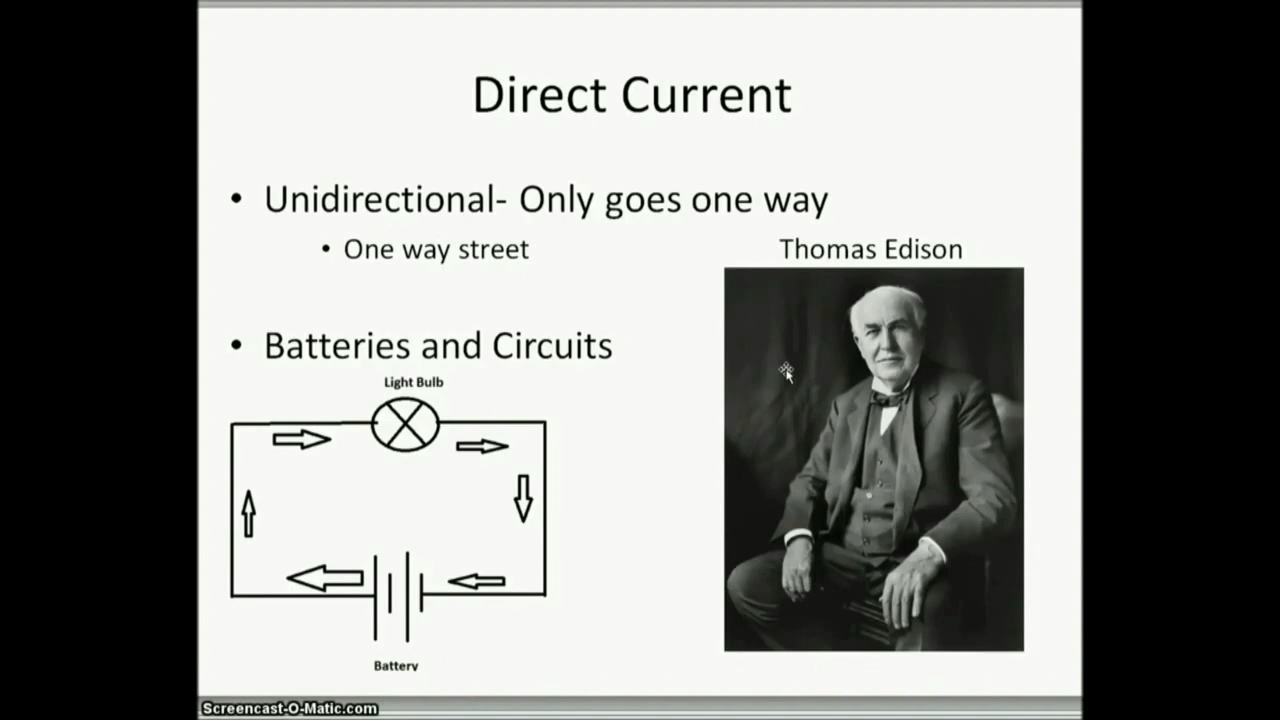 Direct Current
• Unidirectional- Only goes one way
• One way street
Thomas Edison
• Batteries and Circuits
Light Bulb
Battery
Screencast-O-Matic.com